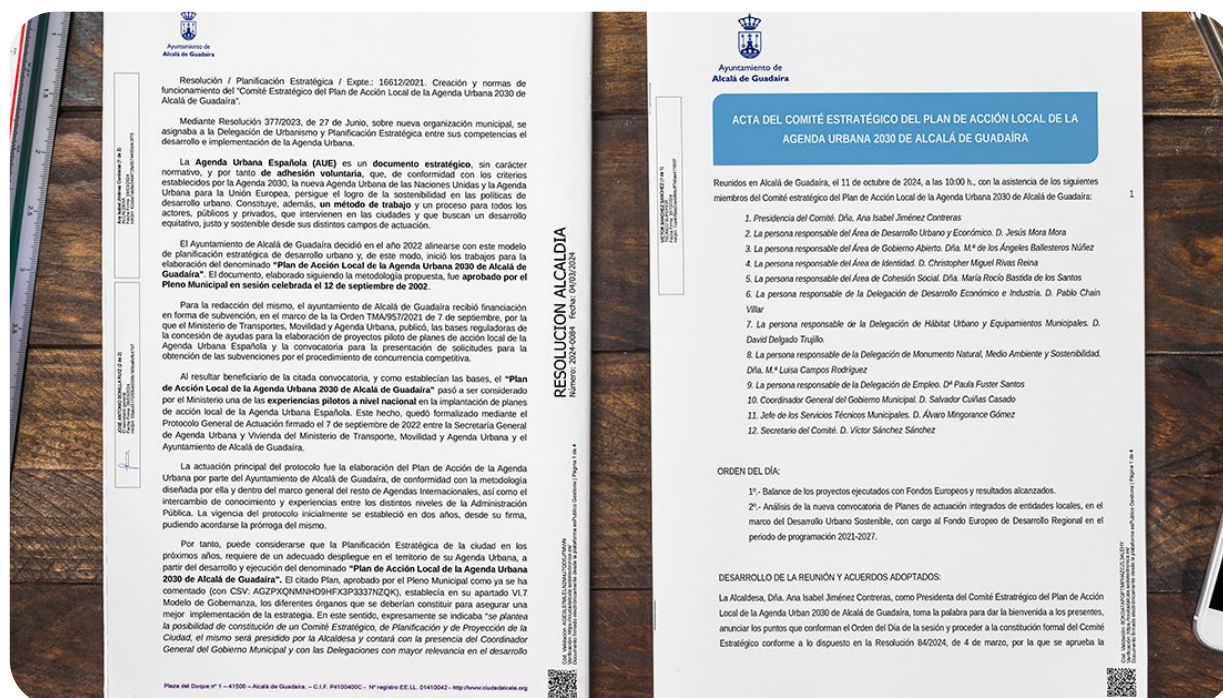 Ayuntamiento de
Alcalá de Guadaíra
Resolución / Planificación Estratégica / Expte.: 16612/2021. Creación y normas de
funcionamiento del "Comité Estratégico del Plan de Acción Local de la Agenda Urbana 2030 de
Alcalá de Guadaíra".
Mediante Resolución 377/2023, de 27 de Junio, sobre nueva organización municipal, se
asignaba a la Delegación de Urbanismo y Planificación Estratégica entre sus competencias el
desarrollo e implementación de la Agenda Urbana.
La Agenda Urbana Española (AUE) es un documento estratégico, sin carácter
normativo, y por tanto de adhesión voluntaria, que, de conformidad con los criterios
establecidos por la Agenda 2030, la nueva Agenda Urbana de las Naciones Unidas y la Agenda
Urbana para la Unión Europea, persigue el logro de la sostenibilidad en las políticas de
desarrollo urbano. Constituye, además, un método de trabajo y un proceso para todos los
actores, públicos y privados, que intervienen en las ciudades y que buscan un desarrollo
equitativo, justo y sostenible desde sus distintos campos de actuación.
El Ayuntamiento de Alcalá de Guadaíra decidió en el año 2022 alinearse con este modelo
de planificación estratégica de desarrollo urbano y, de este modo, inició los trabajos para la
elaboración del denominado "Plan de Acción Local de la Agenda Urbana 2030 de Alcalá de
Guadaíra". El documento, elaborado siguiendo la metodología propuesta, fue aprobado por el
Pleno Municipal en sesión celebrada el 12 de septiembre de 2002.
Para la redacción del mismo, el ayuntamiento de Alcalá de Guadaíra recibió financiación
en forma de subvención, en el marco de la la Orden TMA/957/2021 de 7 de septiembre, por la
que el Ministerio de Transportes, Movilidad y Agenda Urbana, publicó, las bases reguladoras de
la concesión de ayudas para la elaboración de proyectos piloto de planes de acción local de la
Agenda Urbana Española y la convocatoria para la presentación de solicitudes para la
obtención de las subvenciones por el procedimiento de concurrencia competitiva.
Al resultar beneficiario de la citada convocatoria, y como establecían las bases, el "Plan
de Acción Local de la Agenda Urbana 2030 de Alcalá de Guadaíra" pasó a ser considerado
por el Ministerio una de las experiencias pilotos a nivel nacional en la implantación de planes
de acción local de la Agenda Urbana Española. Este hecho, quedó formalizado mediante el
Protocolo General de Actuación firmado el 7 de septiembre de 2022 entre la Secretaría General
de Agenda Urbana y Vivienda del Ministerio de Transporte, Movilidad y Agenda Urbana y el
Ayuntamiento de Alcalá de Guadaíra.
La actuación principal del protocolo fue la elaboración del Plan de Acción de la Agenda
Urbana por parte del Ayuntamiento de Alcalá de Guadaíra, de conformidad con la metodología
diseñada por ella y dentro del marco general del resto de Agendas Internacionales, así como el
intercambio de conocimiento y experiencias entre los distintos niveles de la Administración
Pública. La vigencia del protocolo inicialmente se estableció en dos años, desde su firma,
pudiendo acordarse la prórroga del mismo.
Por tanto, puede considerarse que la Planificación Estratégica de la ciudad en los
próximos años, requiere de un adecuado despliegue en el territorio de su Agenda Urbana, a
partir del desarrollo y ejecución del denominado "Plan de Acción Local de la Agenda Urbana
2030 de Alcalá de Guadaíra". El citado Plan, aprobado por el Pleno Municipal como ya se ha
comentado (con CSV: AGZPXQNMNHD9HFX3P3337NZQK), establecía en su apartado VI.7
Modelo de Gobernanza, los diferentes órganos que se deberían constituir para asegurar una
mejor implementación de la estrategia. En este sentido, expresamente se indicaba "se plantea
la posibilidad de constitución de un Comité Estratégico, de Planificación y de Proyección de la
Ciudad, el mismo será presidido por la Alcaldesa y contará con la presencia del Coordinador
General del Gobierno Municipal y con las Delegaciones con mayor relevancia en el desarrollo
Plaza del Duque nº 1 – 41500 – Alcalá de Guadaíra. – C.I.F. P4100400C - Nº registro EE.LL. 01410042 - http://www.ciudadalcala.org
RESOLUCION ALCALDIA
Número: 2024-0084 Fecha: 04/03/2024
Ayuntamiento de
Alcalá de Guadaíra
ACTA DEL COMITÉ ESTRATÉGICO DEL PLAN DE ACCIÓN LOCAL DE LA
AGENDA URBANA 2030 DE ALCALÁ DE GUADAÍRA
Reunidos en Alcalá de Guadaíra, el 11 de octubre de 2024, a las 10:00 h., con la asistencia de los siguientes
miembros del Comité estratégico del Plan de Acción Local de la Agenda Urbana 2030 de Alcalá de Guadaíra:
1
1. Presidencia del Comité. Dña. Ana Isabel Jiménez Contreras
2. La persona responsable del Área de Desarrollo Urbano y Económico. D. Jesús Mora Mora
3. La persona responsable del Área de Gobierno Abierto. Dña. M.ª de los Ángeles Ballesteros Núñez
4. La persona responsable del Área de Identidad. D. Christopher Miguel Rivas Reina
5. La persona responsable del Área de Cohesión Social. Dña. María Rocío Bastida de los Santos
6. La persona responsable de la Delegación de Desarrollo Económico e Industria. D. Pablo Chain
Villar
7. La persona responsable de la Delegación de Hábitat Urbano y Equipamientos Municipales. D.
David Delgado Trujillo.
8. La persona responsable de la Delegación de Monumento Natural, Medio Ambiente y Sostenibilidad.
Dña. M.ª Luisa Campos Rodríguez
9. La persona responsable de la Delegación de Empleo. Dª Paula Fuster Santos
10. Coordinador General del Gobierno Municipal. D. Salvador Cuiñas Casado
11. Jefe de los Servicios Técnicos Municipales. D. Álvaro Mingorance Gómez
12. Secretario del Comité. D. Víctor Sánchez Sánchez
ORDEN DEL DÍA:
1º.- Balance de los proyectos ejecutados con Fondos Europeos y resultados alcanzados.
2º.- Análisis de la nueva convocatoria de Planes de actuación integrados de entidades locales, en el
marco del Desarrollo Urbano Sostenible, con cargo al Fondo Europeo de Desarrollo Regional en el
periodo de programación 2021-2027.
DESARROLLO DE LA REUNIÓN Y ACUERDOS ADOPTADOS:
La Alcaldesa, Dña. Ana Isabel Jiménez Contreras, como Presidenta del Comité Estratégico del Plan de Acción
Local de la Agenda Urban 2030 de Alcalá de Guadaíra, toma la palabra para dar la bienvenida a los presentes,
anunciar los puntos que conforman el Orden del Día de la sesión y proceder a la constitución formal del Comité
Estratégico conforme a lo dispuesto en la Resolución 84/2024, de 4 de marzo, por la que se aprueba la